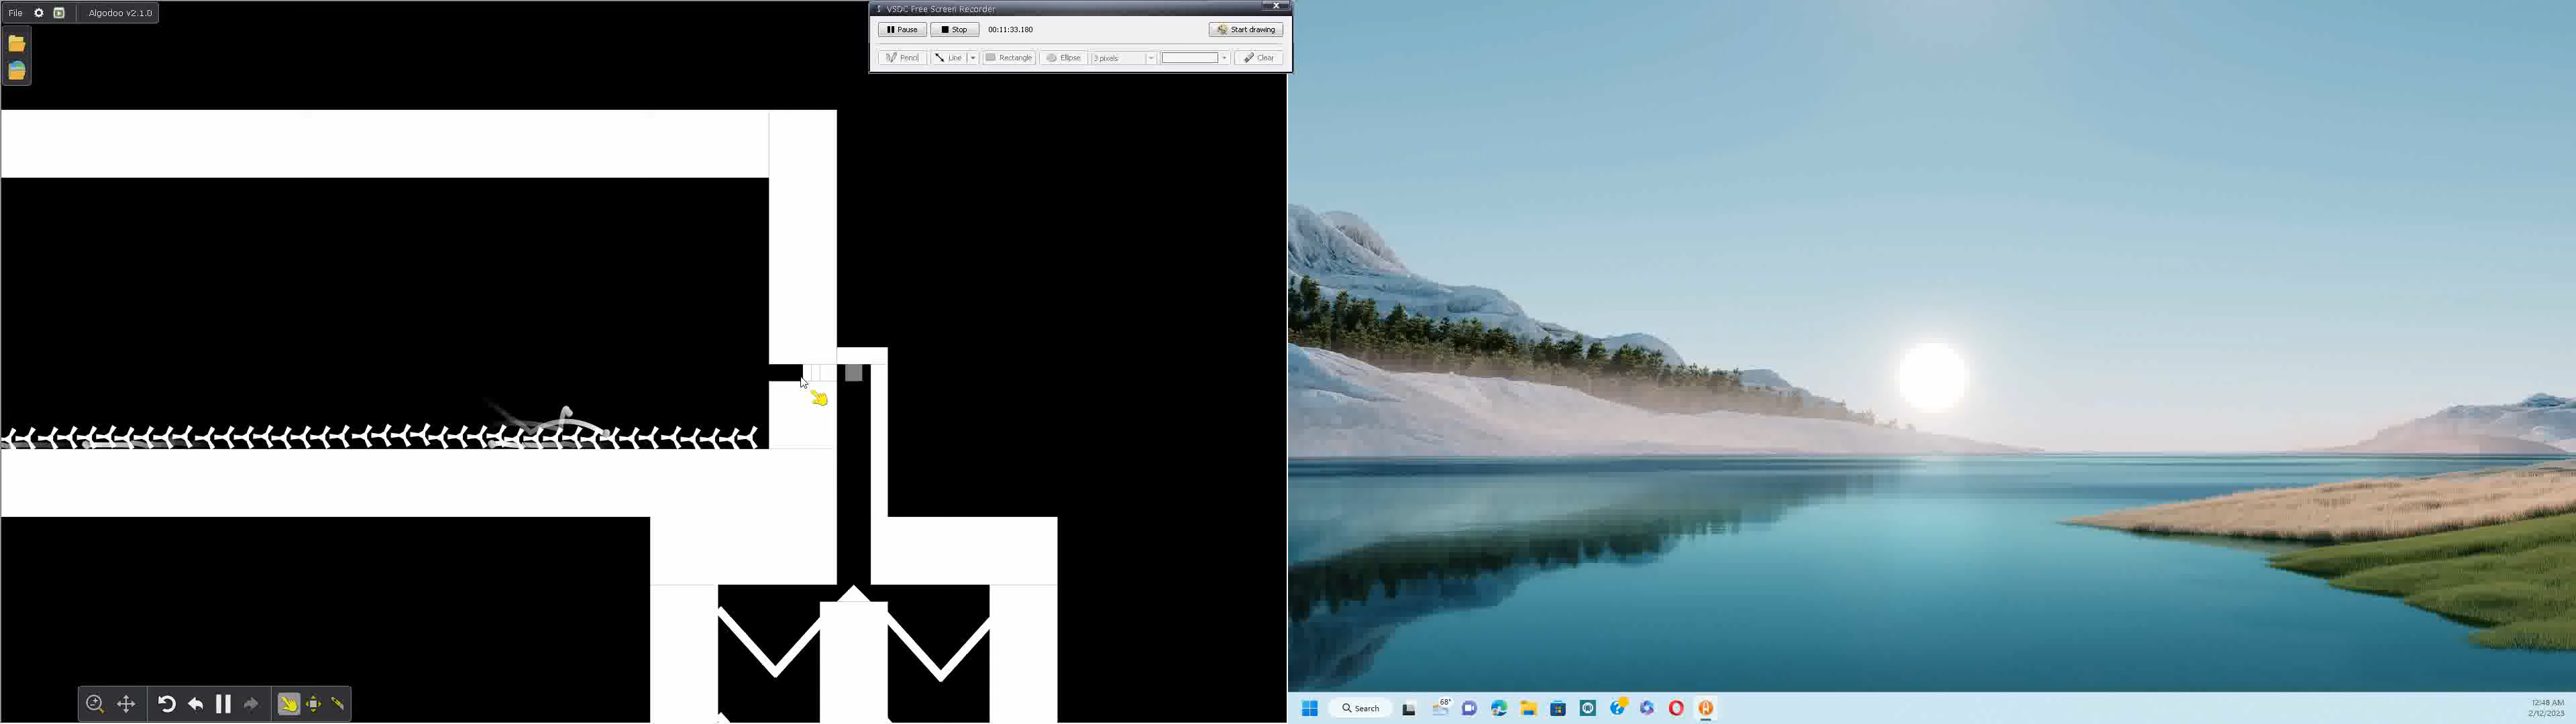 File Algodoo v2.1.0
VSDC Free Screen Recorder
Pause Stop 00:11:33.180 Start drawing
Pencil Line Rectangle Ellipse 3 pixels Clear
68°
Search
12:48 AM
2/12/2023